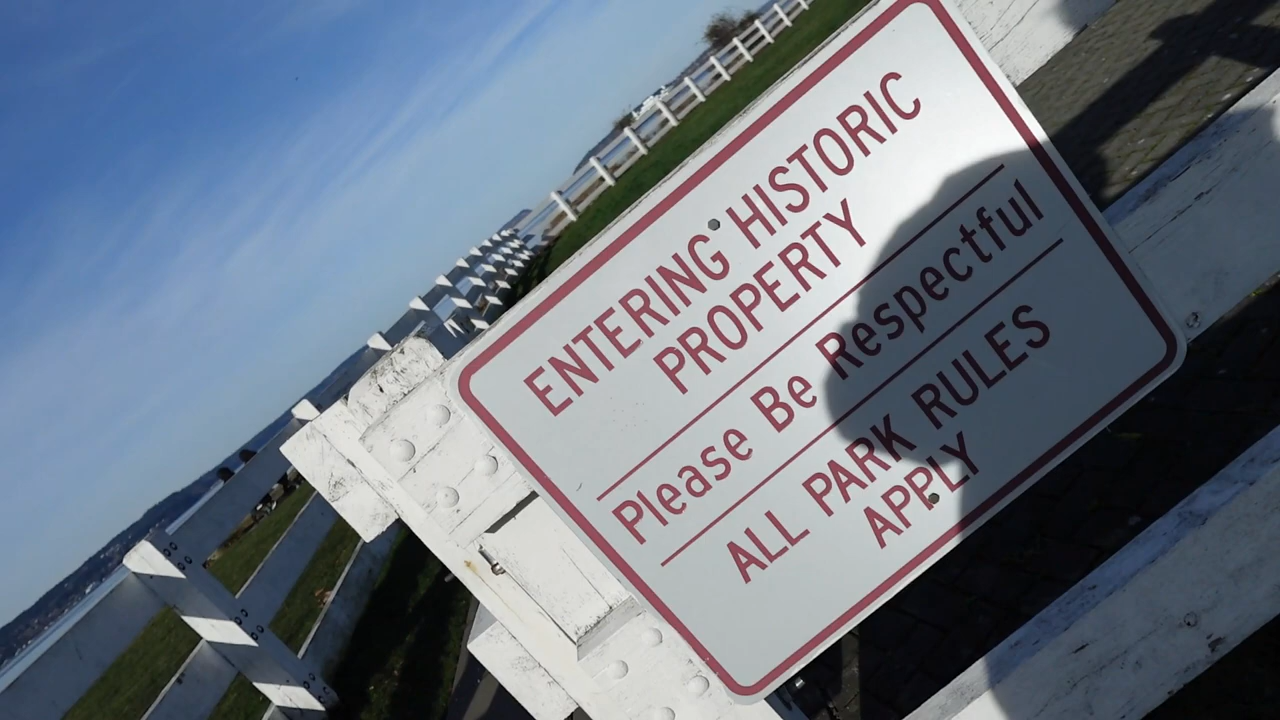 ENTERING HISTORIC
PROPERTY
Please Be Respectful
ALL PARK RULES
APPLY